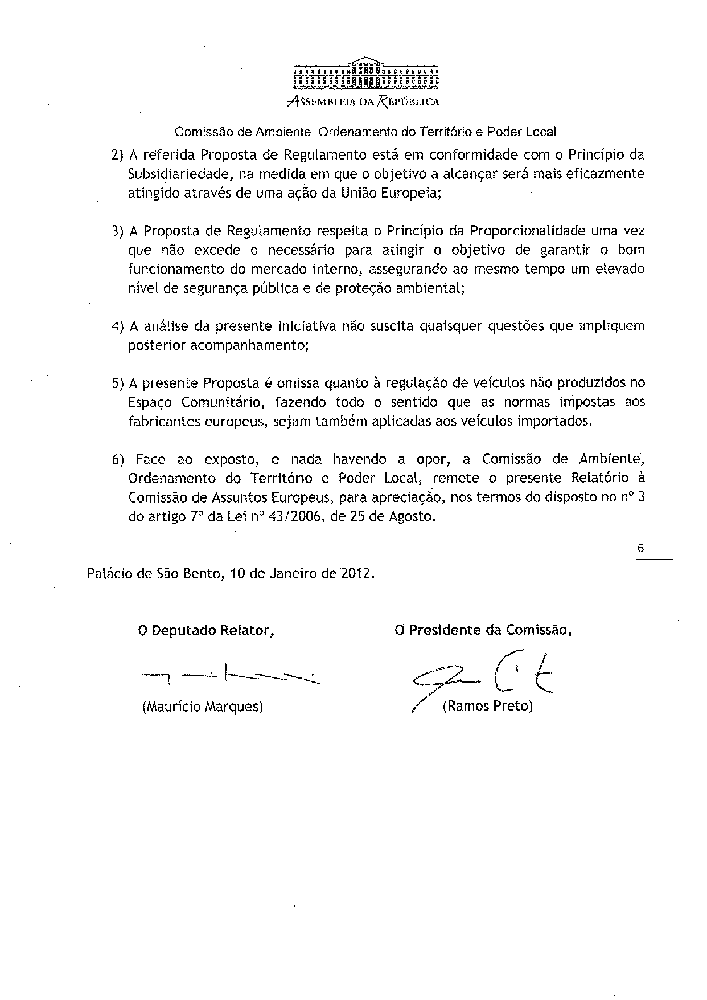 ASSEMBLEIA DA REPÚBLICA
Comissão de Ambiente, Ordenamento do Território e Poder Local
2) A referida Proposta de Regulamento está em conformidade com o Princípio da
Subsidiariedade, na medida em que o objetivo a alcançar será mais eficazmente
atingido através de uma ação da União Europeia;
3) A Proposta de Regulamento respeita o Princípio da Proporcionalidade uma vez
que não excede o necessário para atingir o objetivo de garantir o bom
funcionamento do mercado interno, assegurando ao mesmo tempo um elevado
nível de segurança pública e de proteção ambiental;
4) A análise da presente iniciativa não suscita quaisquer questões que impliquem
posterior acompanhamento;
5) A presente Proposta é omissa quanto à regulação de veículos não produzidos no
Espaço Comunitário, fazendo todo o sentido que as normas impostas aos
fabricantes europeus, sejam também aplicadas aos veículos importados.
6) Face ao exposto, e nada havendo a opor, a Comissão de Ambiente,
Ordenamento do Território e Poder Local, remete o presente Relatório à
Comissão de Assuntos Europeus, para apreciação, nos termos do disposto no nº 3
do artigo 7º da Lei nº 43/2006, de 25 de Agosto.
6
Palácio de São Bento, 10 de Janeiro de 2012.
O Deputado Relator, O Presidente da Comissão,
(Maurício Marques) (Ramos Preto)